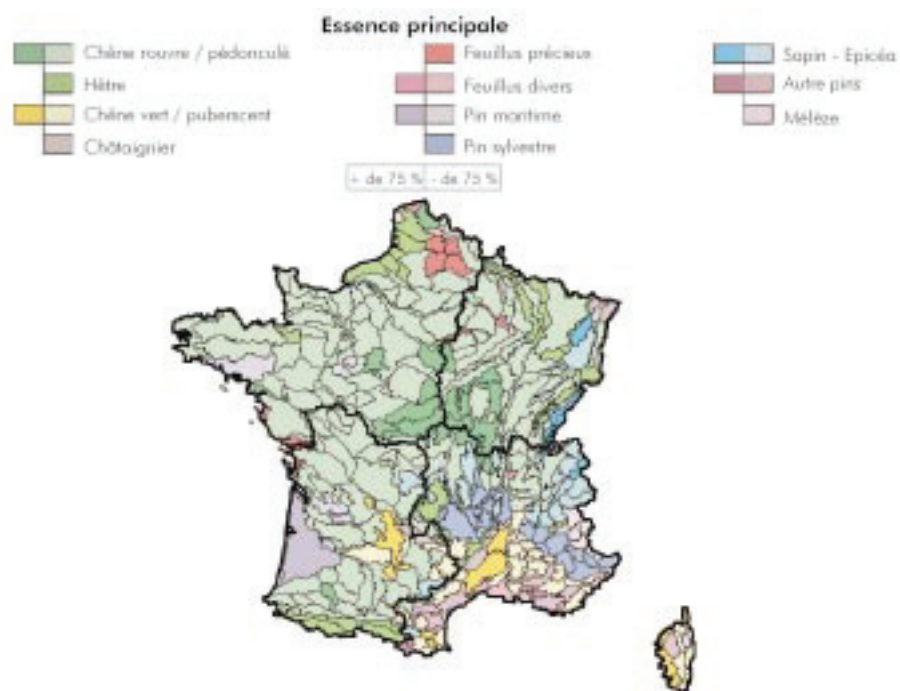 Essence principale
Chêne rouvre / pédonculé
Hêtre
Chêne vert / puberscent
Châtaignier
Feuillus précieux
Feuillus divers
Pin maritime
Pin sylvestre
Sapin - Epicéa
Autre pins
Mélèze
+ de 75 % - de 75 %